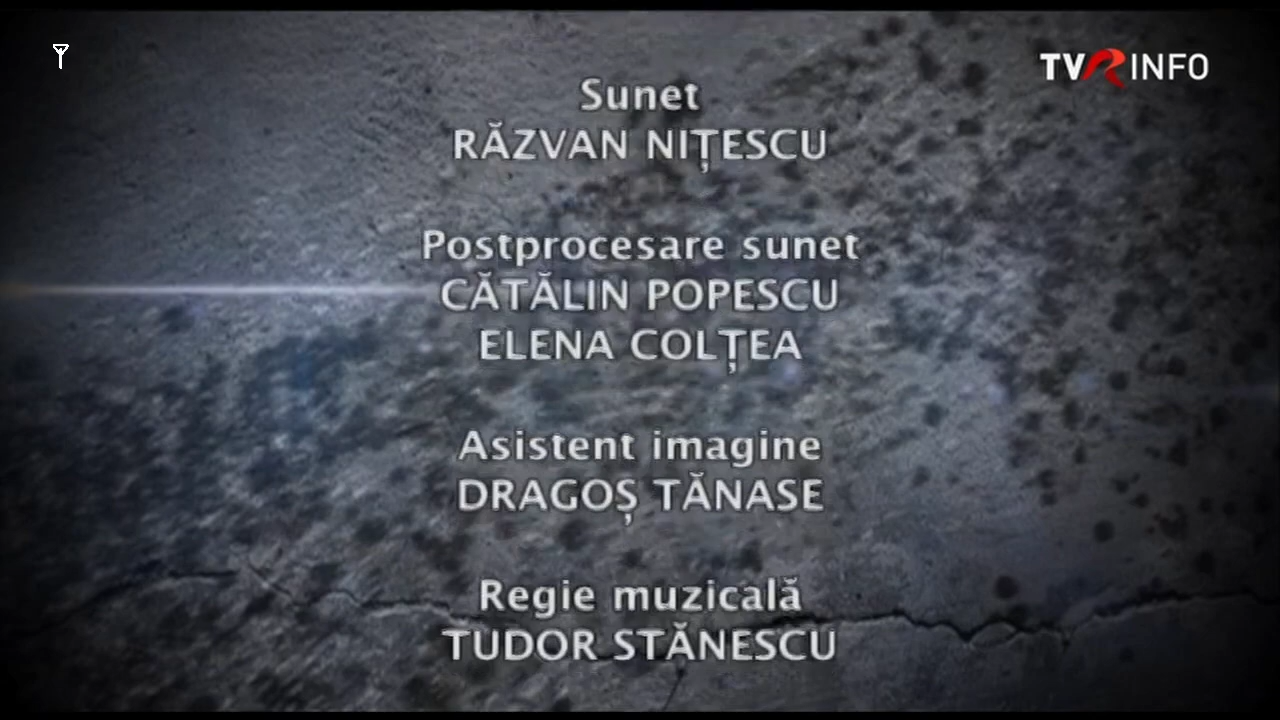 TVR INFO
Sunet
RĂZVAN NIȚESCU
Postprocesare sunet
CĂTĂLIN POPESCU
ELENA COLȚEA
Asistent imagine
DRAGOȘ TĂNASE
Regie muzicală
TUDOR STĂNESCU